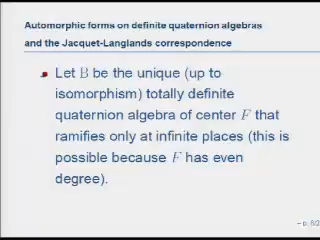 Automorphic forms on definite quaternion algebras
and the Jacquet-Langlands correspondence
Let B be the unique (up to
isomorphism) totally definite
quaternion algebra of center F that
ramifies only at infinite places (this is
possible because F has even
degree).